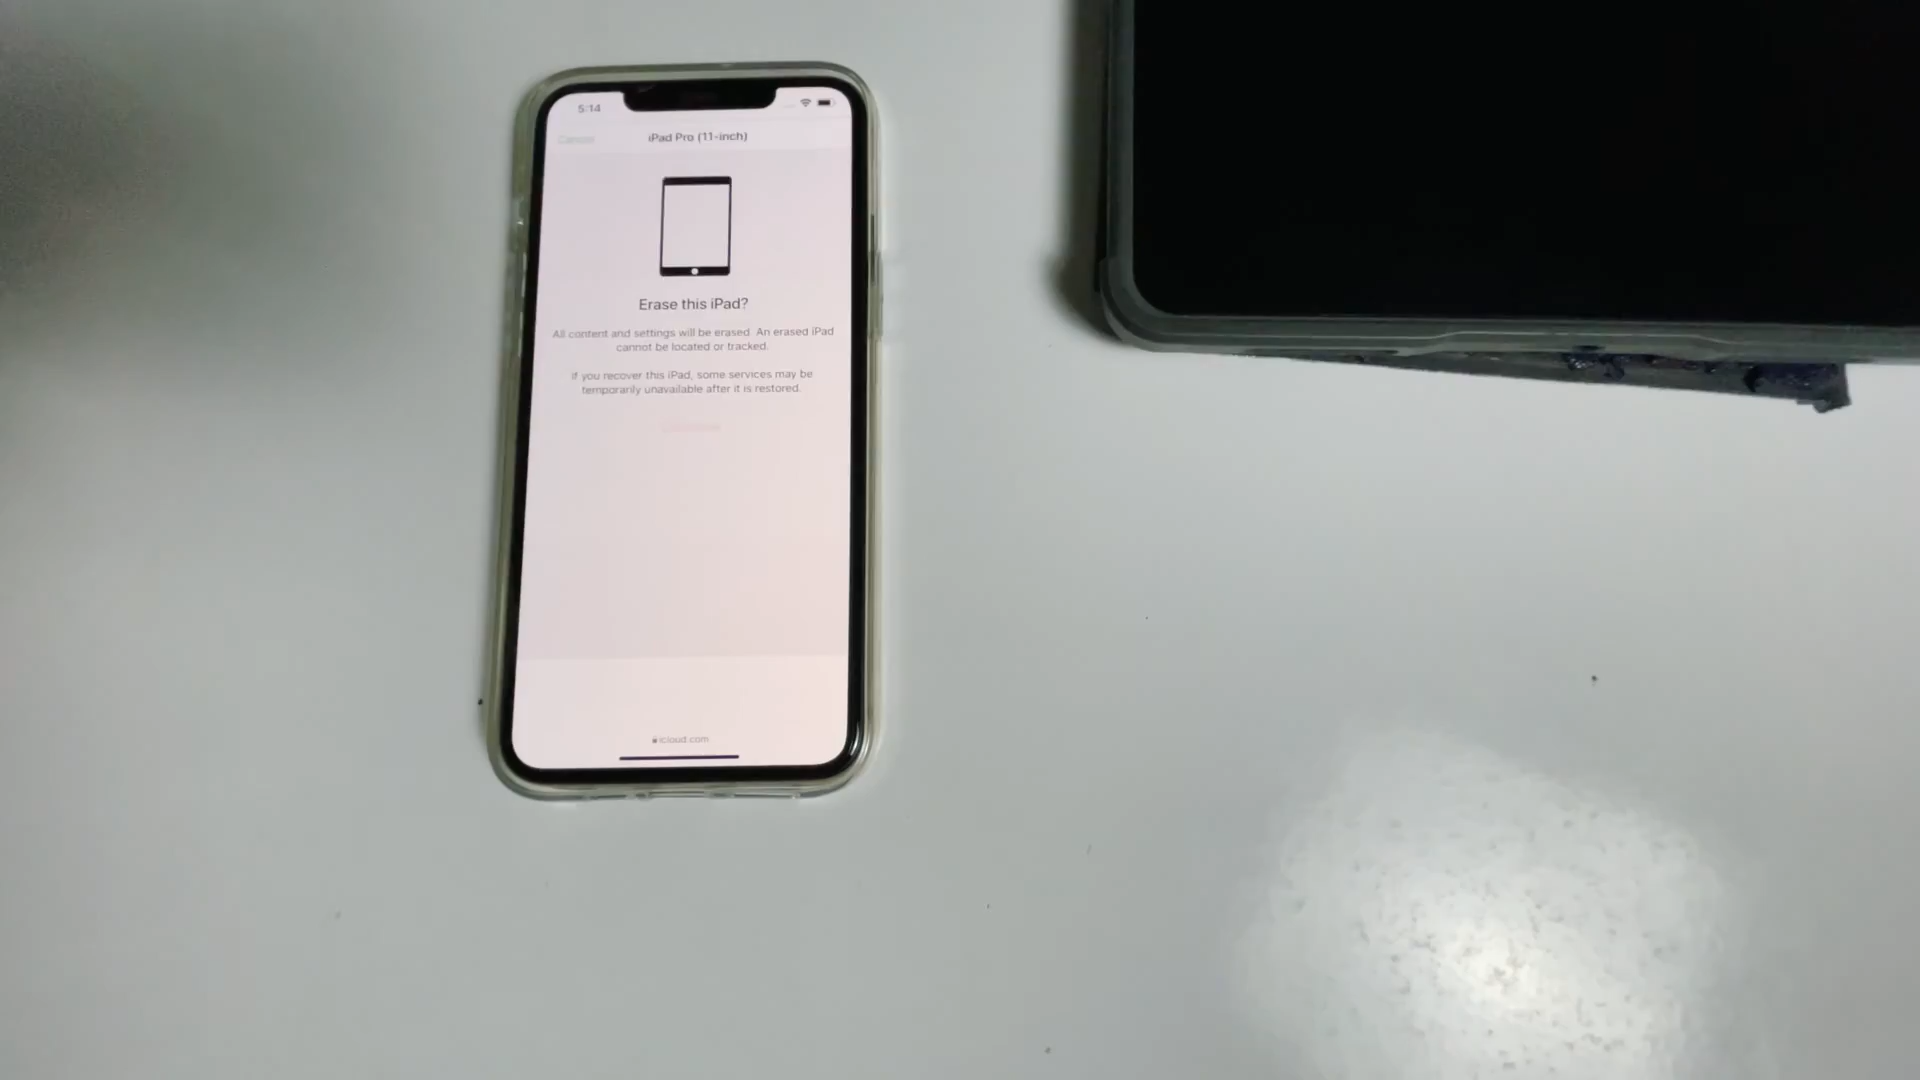 5:14
Cancel
iPad Pro (11-inch)
Erase this iPad?
All content and settings will be erased. An erased iPad
cannot be located or tracked.
If you recover this iPad, some services may be
temporarily unavailable after it is restored.
icloud.com